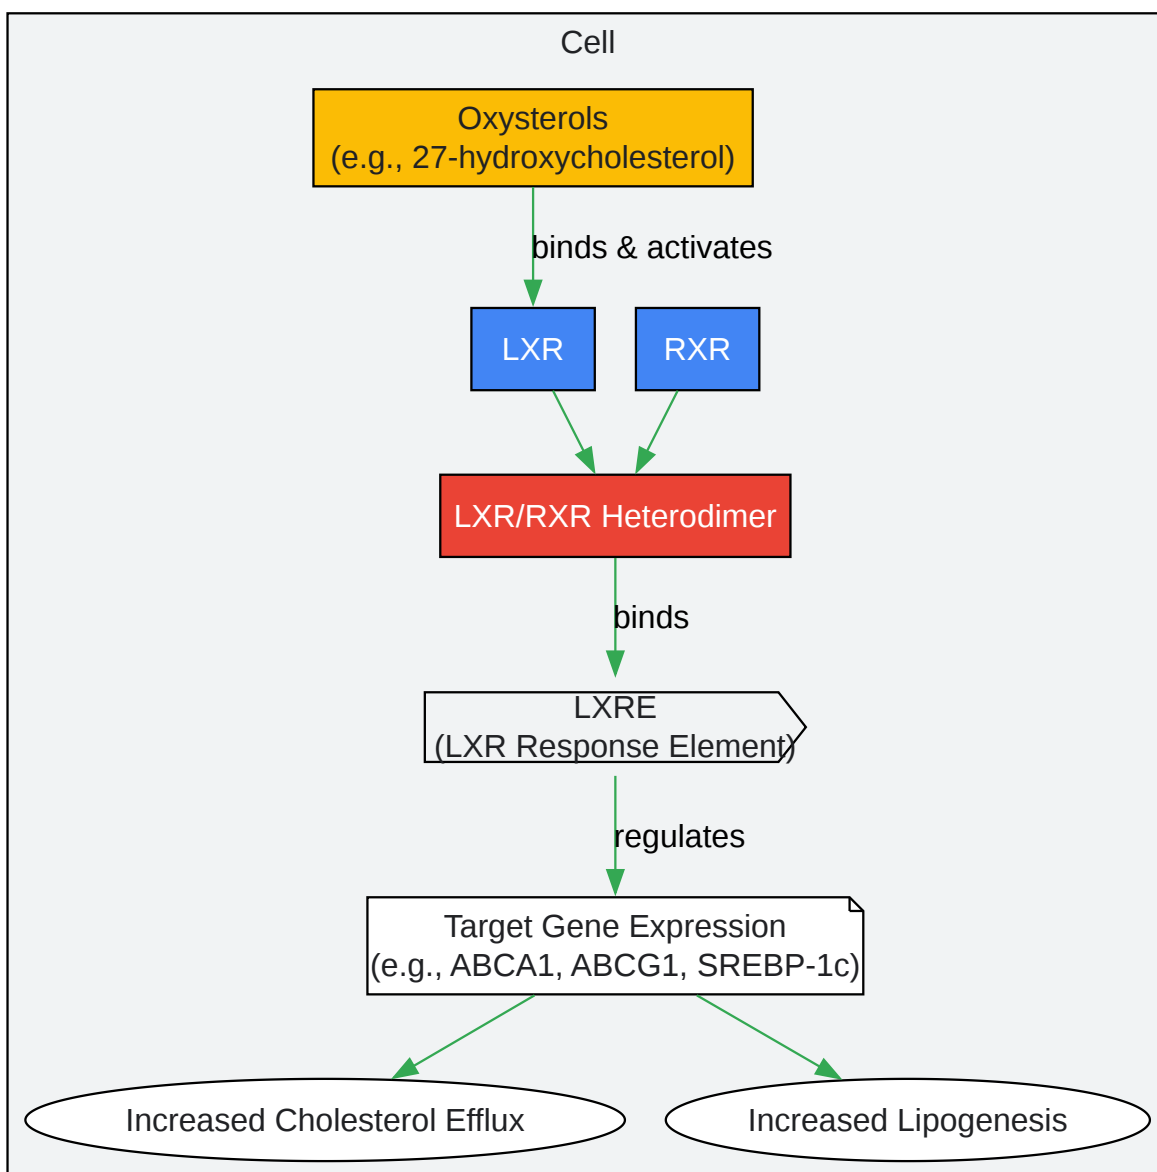 Cell
Oxysterols
(e.g., 27-hydroxycholesterol)
binds & activates
LXR
RXR
LXR/RXR Heterodimer
binds
LXRE
(LXR Response Element)
regulates
Target Gene Expression
(e.g., ABCA1, ABCG1, SREBP-1c)
Increased Cholesterol Efflux
Increased Lipogenesis